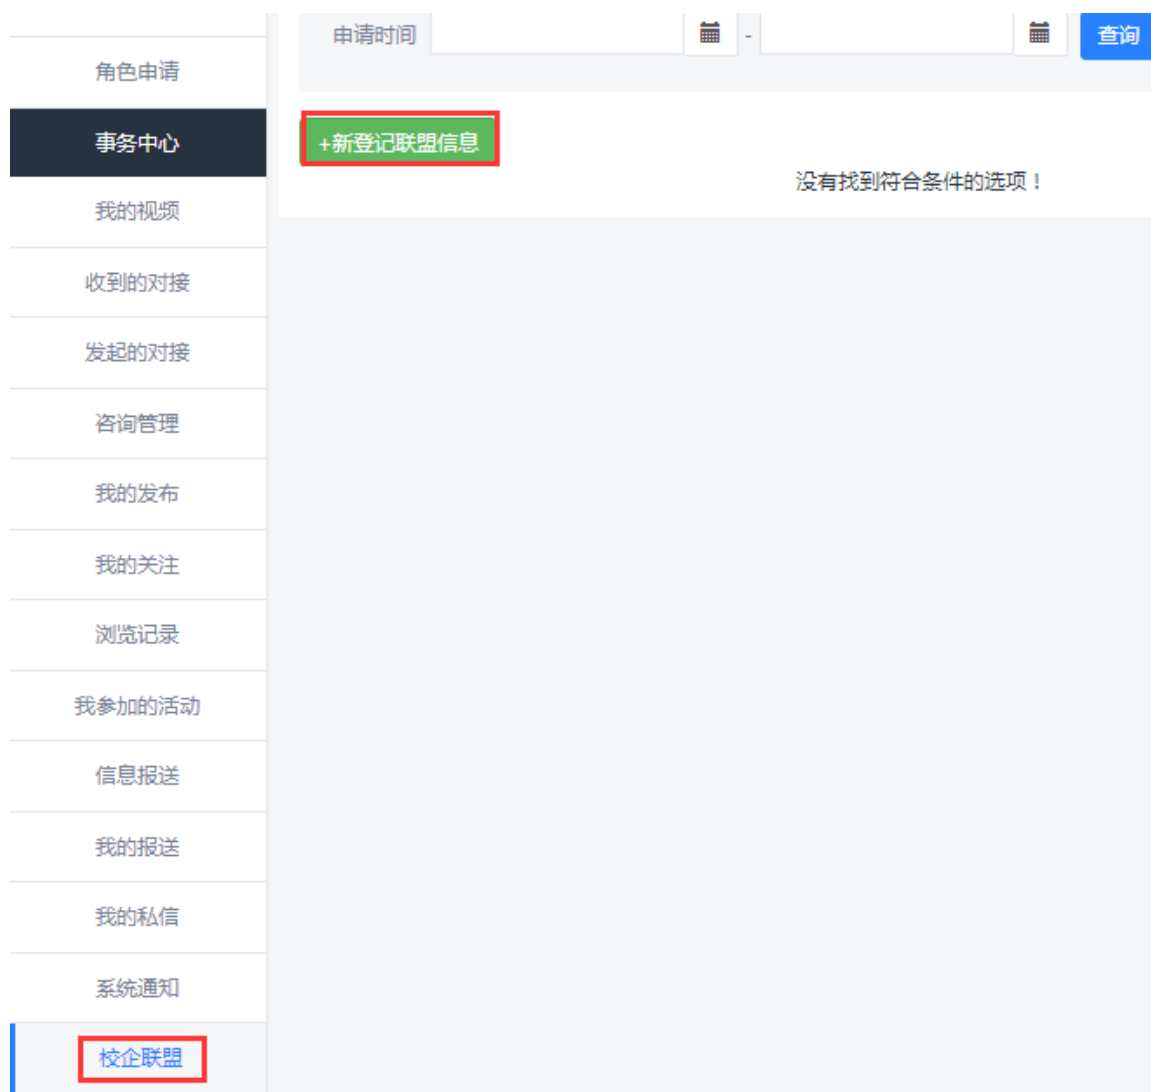 申请时间 - 查询
角色申请
事务中心
+新登记联盟信息
没有找到符合条件的选项！
我的视频
收到的对接
发起的对接
咨询管理
我的发布
我的关注
浏览记录
我参加的活动
信息报送
我的报送
我的私信
系统通知
校企联盟